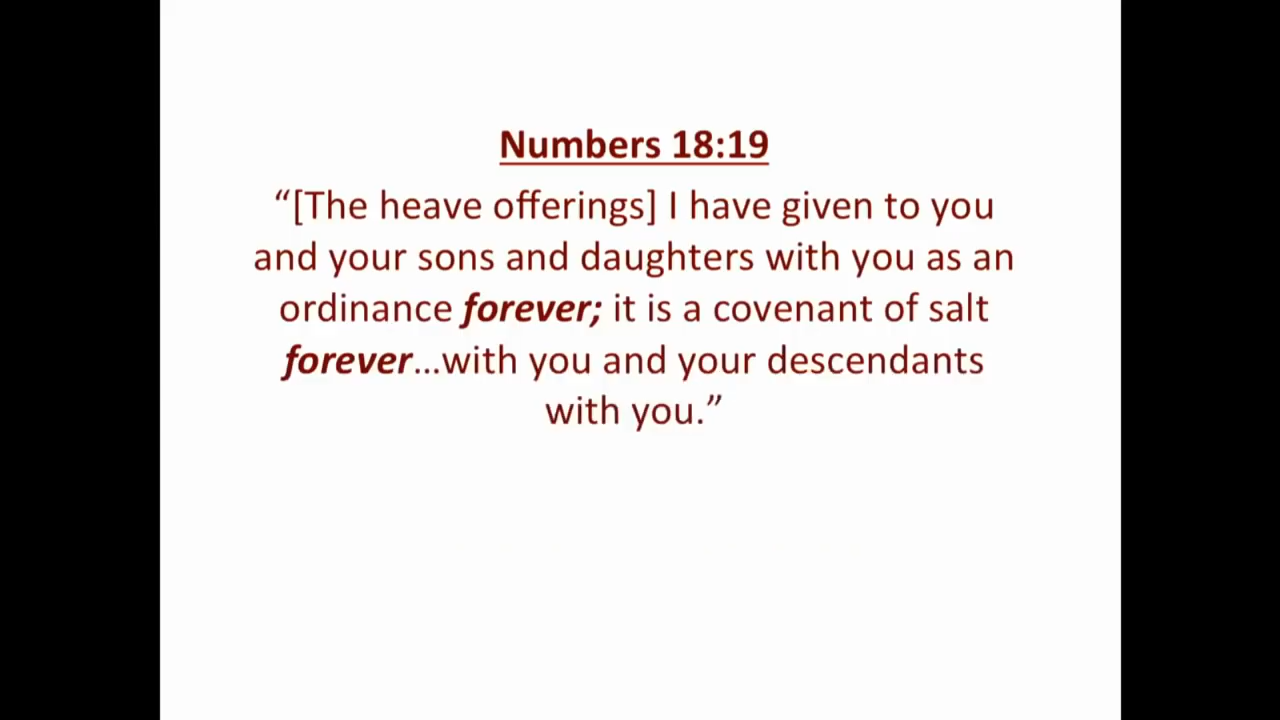 Numbers 18:19
“[The heave offerings] I have given to you
and your sons and daughters with you as an
ordinance forever; it is a covenant of salt
forever...with you and your descendants
with you.”